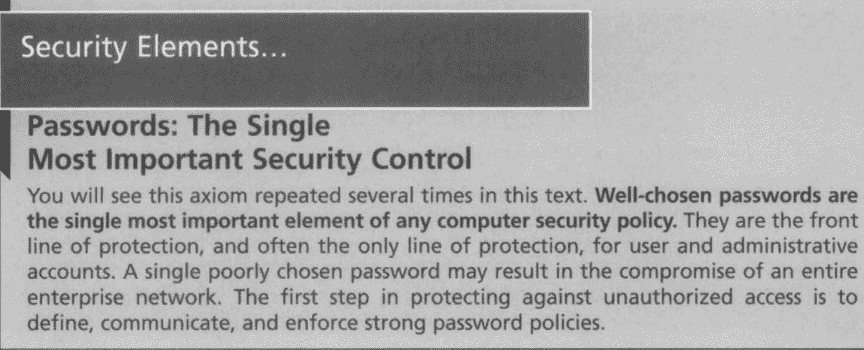 Security Elements...
Passwords: The Single
Most Important Security Control
You will see this axiom repeated several times in this text. Well-chosen passwords are
the single most important element of any computer security policy. They are the front
line of protection, and often the only line of protection, for user and administrative
accounts. A single poorly chosen password may result in the compromise of an entire
enterprise network. The first step in protecting against unauthorized access is to
define, communicate, and enforce strong password policies.